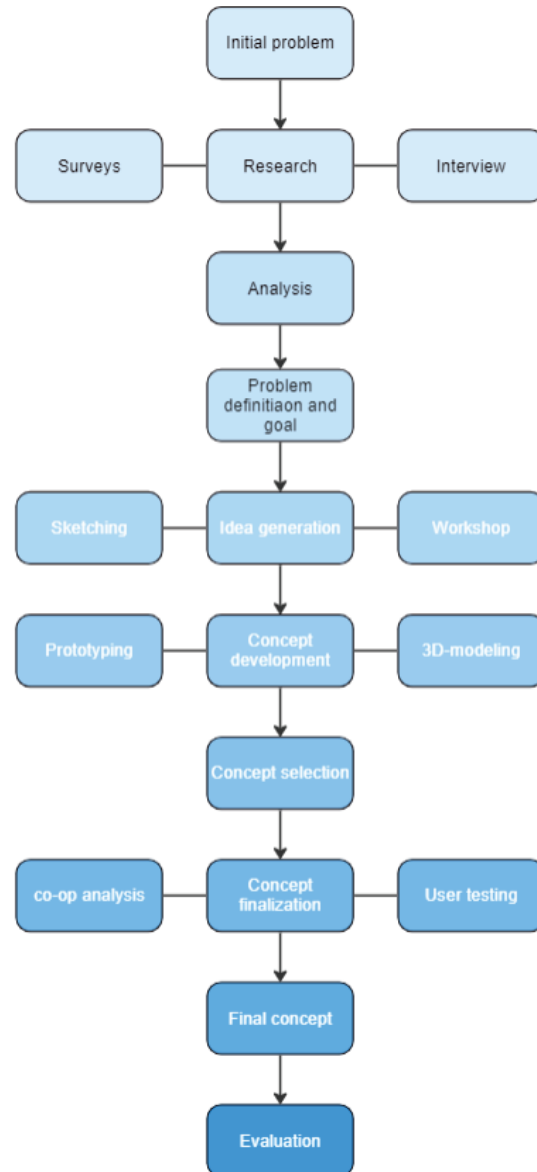 Initial problem
Surveys
Research
Interview
Analysis
Problem
definitiaon and
goal
Sketching
Idea generation
Workshop
Prototyping
Concept
development
3D-modeling
Concept selection
co-op analysis
Concept
finalization
User testing
Final concept
Evaluation